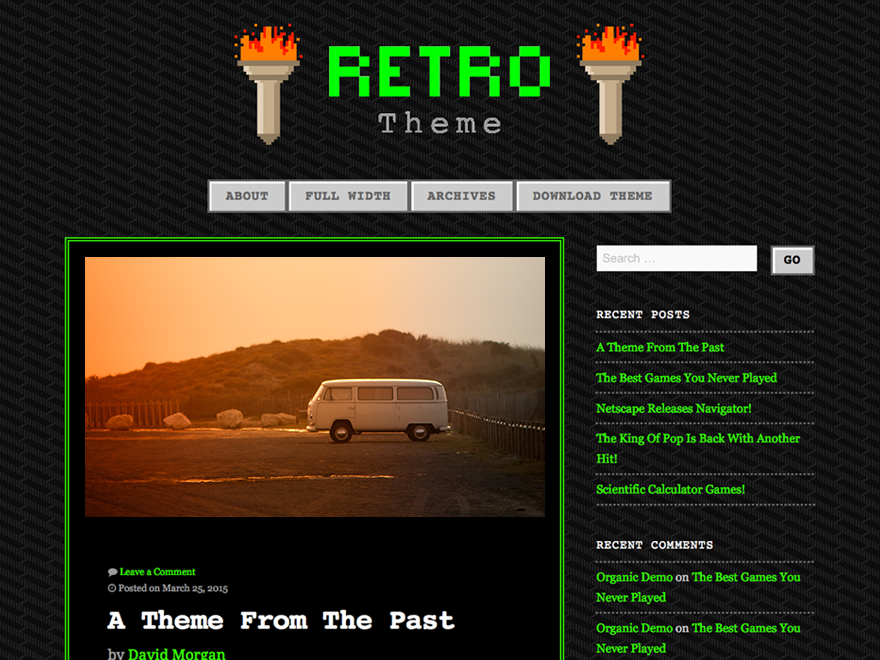 RETRO
Theme
ABOUT
FULL WIDTH
ARCHIVES
DOWNLOAD THEME
Search ...
GO
RECENT POSTS
A Theme From The Past
The Best Games You Never Played
Netscape Releases Navigator!
The King Of Pop Is Back With Another
Hit!
Scientific Calculator Games!
RECENT COMMENTS
Organic Demo on The Best Games You
Never Played
Organic Demo on The Best Games You
Never Played
Leave a Comment
Posted on March 25, 2015
A Theme From The Past
by David Morgan